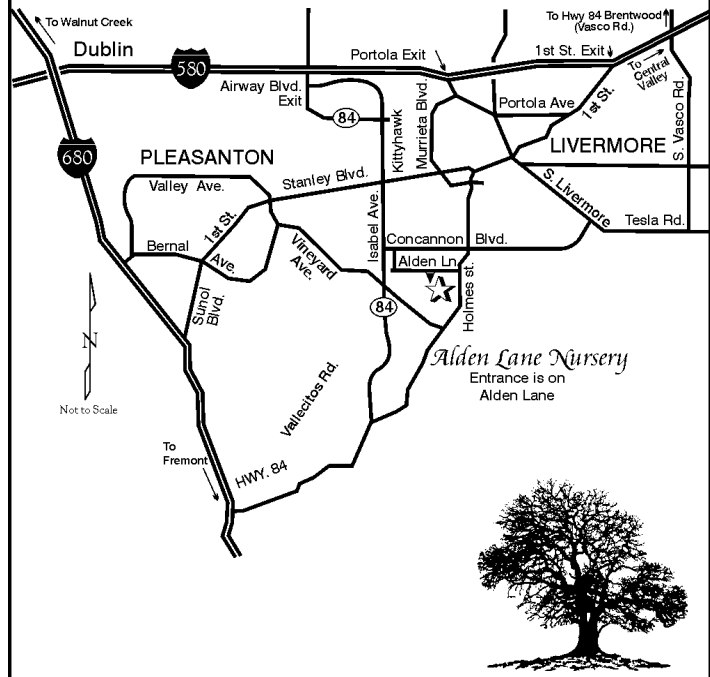 To Walnut Creek
Dublin
580
Portola Exit
1st St. Exit
To Hwy 84 Brentwood
(Vasco Rd.)
To
Central
Valley
Airway Blvd.
Exit
84
Kittyhawk
Murrieta Blvd.
Portola Ave
1st St.
S. Vasco Rd.
680
PLEASANTON
LIVERMORE
Valley Ave.
Stanley Blvd.
S. Livermore
Tesla Rd.
1st St.
Bernal
Ave.
Vineyard
Ave.
Isabel Ave.
Concannon Blvd.
Alden Ln.
Holmes st.
Sunol
Blvd.
84
N
Not to Scale
Alden Lane Nursery
Entrance is on
Alden Lane
Vallecitos Rd.
To
Fremont
HWY. 84